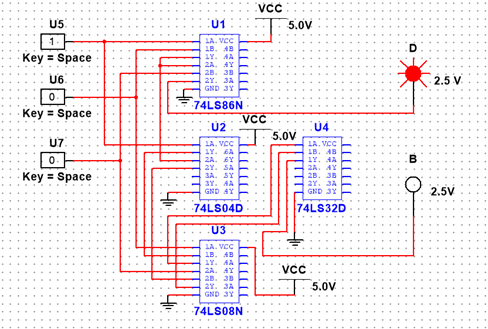 U5
1
Key = Space
U6
0
Key = Space
U7
0
Key = Space
U1
1A. VCC
1B. 4B
1Y. 4A
2A. 4Y
2B. 3B
2Y. 3A
GND 3Y
74LS86N
VCC
5.0V
D
2.5 V
U2
1A. VCC
1Y. 6A
2A. 6Y
2Y. 5A
3A. 5Y
3Y. 4A
GND 4Y
74LS04D
VCC
5.0V
U4
1A. VCC
1B. 4B
1Y. 4A
2A. 4Y
2B. 3B
2Y. 3A
GND 3Y
74LS32D
B
2.5V
U3
1A. VCC
1B. 4B
1Y. 4A
2A. 4Y
2B. 3B
2Y. 3A
GND 3Y
74LS08N
VCC
5.0V